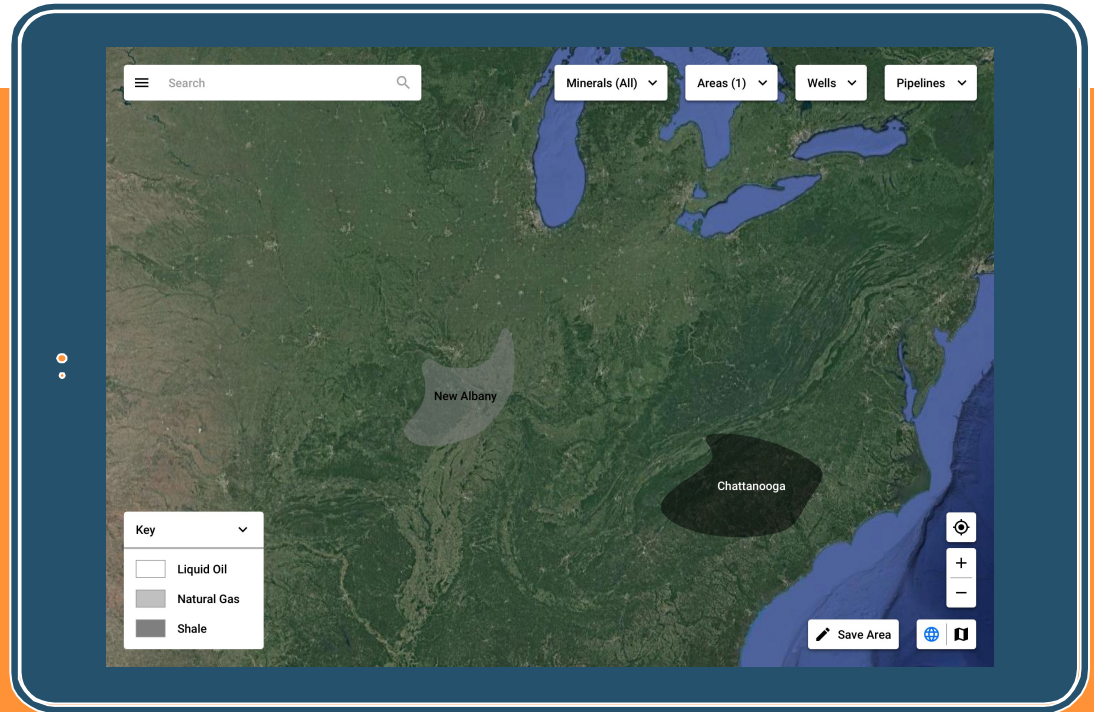 Search
Minerals (All)
Areas (1)
Wells
Pipelines
New Albany
Chattanooga
Key
Liquid Oil
Natural Gas
Shale
Save Area